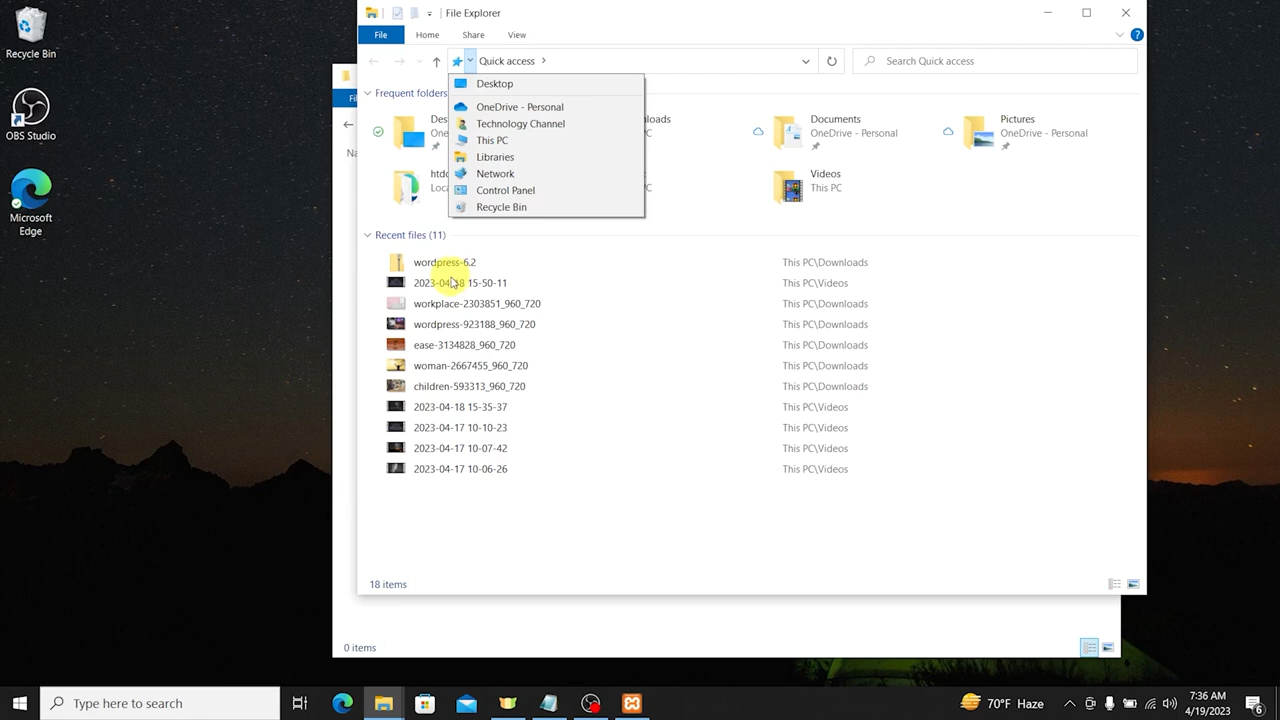 Recycle Bin
OBS Studio
Microsoft
Edge
File Explorer
File
Home
Share
View
Quick access
Search Quick access
Desktop
OneDrive - Personal
Technology Channel
This PC
Libraries
Network
Control Panel
Recycle Bin
Frequent folders
Documents
OneDrive - Personal
Pictures
OneDrive - Personal
Videos
This PC
Recent files (11)
wordpress-6.2 This PC\Downloads
2023-04-18 15-50-11 This PC\Videos
workplace-2303851_960_720 This PC\Downloads
wordpress-923188_960_720 This PC\Downloads
ease-3134828_960_720 This PC\Downloads
woman-2667455_960_720 This PC\Downloads
children-593313_960_720 This PC\Downloads
2023-04-18 15-35-37 This PC\Videos
2023-04-17 10-10-23 This PC\Videos
2023-04-17 10-07-42 This PC\Videos
2023-04-17 10-06-26 This PC\Videos
18 items
0 items
Type here to search
70°F Haze
7:36 AM
4/19/2023
6